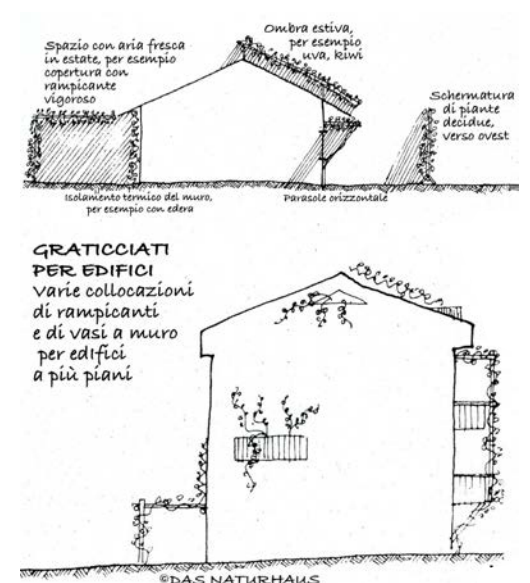 Spazio con aria fresca
in estate, per esempio
copertura con
rampicante
vigoroso
Ombra estiva,
per esempio
uva, kiwi
Schermatura
di piante
decidue,
verso ovest
Isolamento termico del muro,
per esempio con edera
Parasole orizzontale
GRATICCIATI
PER EDIFICI
Varie collocazioni
di rampicanti
e di vasi a muro
per edIfici
a più piani
©DAS NATURHAUS